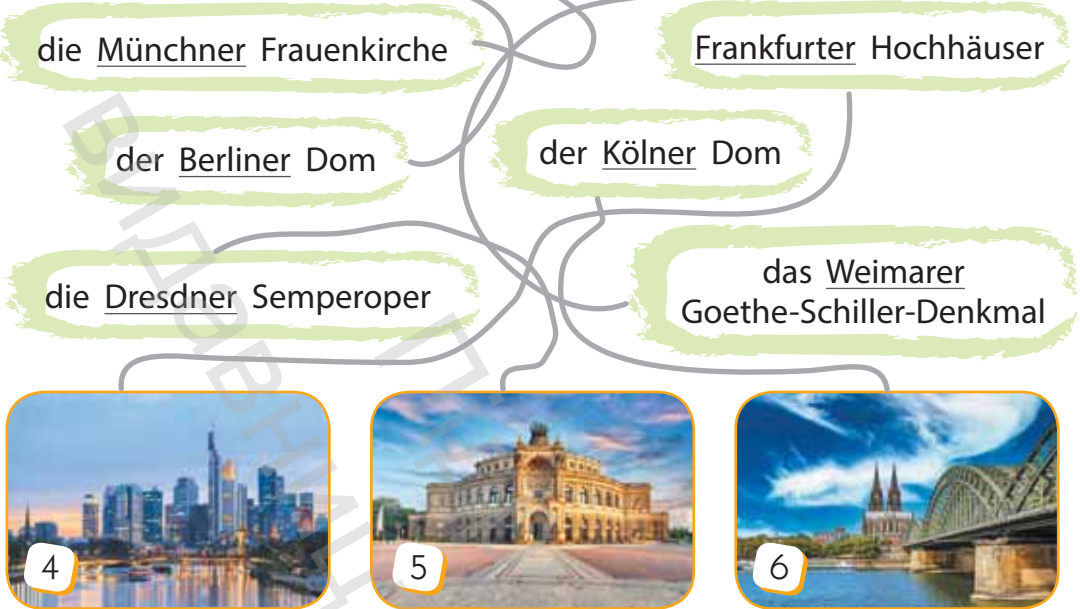 die Münchner Frauenkirche
Frankfurter Hochhäuser
der Berliner Dom
der Kölner Dom
die Dresdner Semperoper
das Weimarer
Goethe-Schiller-Denkmal
4
5
6